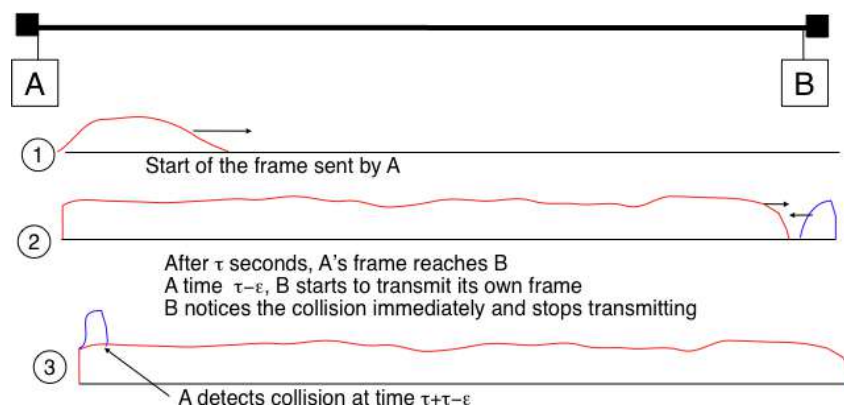 A
B
1
Start of the frame sent by A
2
After τ seconds, A's frame reaches B
A time τ−ε, B starts to transmit its own frame
B notices the collision immediately and stops transmitting
3
A detects collision at time τ+τ−ε